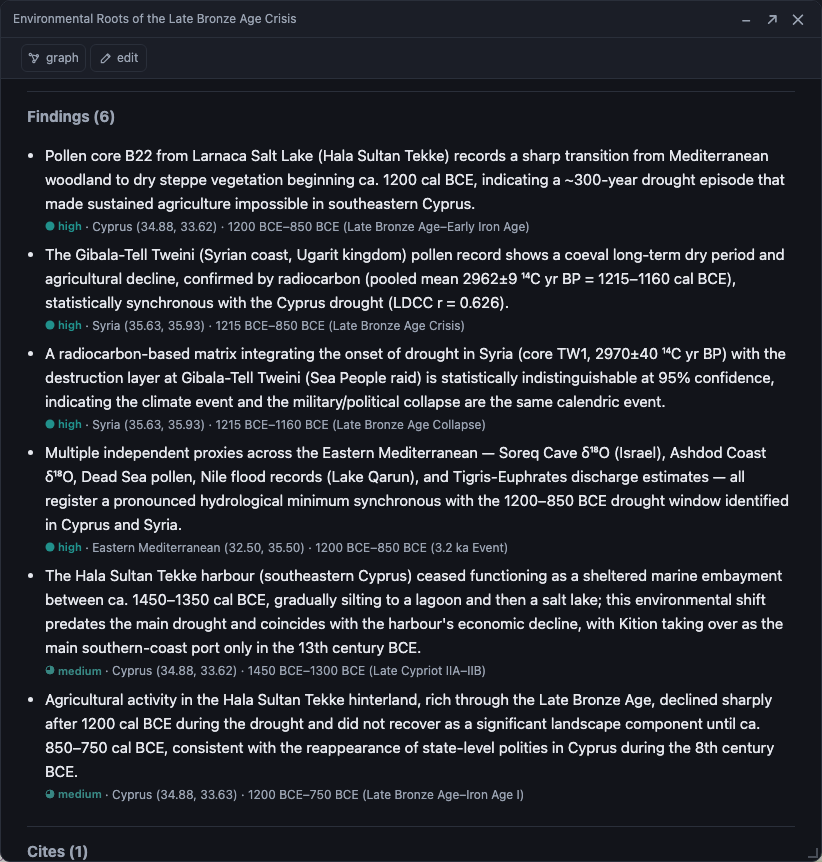 Environmental Roots of the Late Bronze Age Crisis
graph
edit
Findings (6)
• Pollen core B22 from Larnaca Salt Lake (Hala Sultan Tekke) records a sharp transition from Mediterranean
woodland to dry steppe vegetation beginning ca. 1200 cal BCE, indicating a ~300-year drought episode that
made sustained agriculture impossible in southeastern Cyprus.
high · Cyprus (34.88, 33.62) · 1200 BCE–850 BCE (Late Bronze Age–Early Iron Age)
• The Gibala-Tell Tweini (Syrian coast, Ugarit kingdom) pollen record shows a coeval long-term dry period and
agricultural decline, confirmed by radiocarbon (pooled mean 2962±9 ¹⁴C yr BP = 1215–1160 cal BCE),
statistically synchronous with the Cyprus drought (LDCC r = 0.626).
high · Syria (35.63, 35.93) · 1215 BCE–850 BCE (Late Bronze Age Crisis)
• A radiocarbon-based matrix integrating the onset of drought in Syria (core TW1, 2970±40 ¹⁴C yr BP) with the
destruction layer at Gibala-Tell Tweini (Sea People raid) is statistically indistinguishable at 95% confidence,
indicating the climate event and the military/political collapse are the same calendric event.
high · Syria (35.63, 35.93) · 1215 BCE–1160 BCE (Late Bronze Age Collapse)
• Multiple independent proxies across the Eastern Mediterranean — Soreq Cave δ¹⁸O (Israel), Ashdod Coast
δ¹⁸O, Dead Sea pollen, Nile flood records (Lake Qarun), and Tigris-Euphrates discharge estimates — all
register a pronounced hydrological minimum synchronous with the 1200–850 BCE drought window identified
in Cyprus and Syria.
high · Eastern Mediterranean (32.50, 35.50) · 1200 BCE–850 BCE (3.2 ka Event)
• The Hala Sultan Tekke harbour (southeastern Cyprus) ceased functioning as a sheltered marine embayment
between ca. 1450–1350 cal BCE, gradually silting to a lagoon and then a salt lake; this environmental shift
predates the main drought and coincides with the harbour's economic decline, with Kition taking over as the
main southern-coast port only in the 13th century BCE.
medium · Cyprus (34.88, 33.62) · 1450 BCE–1300 BCE (Late Cypriot IIA–IIB)
• Agricultural activity in the Hala Sultan Tekke hinterland, rich through the Late Bronze Age, declined sharply
after 1200 cal BCE during the drought and did not recover as a significant landscape component until ca.
850–750 cal BCE, consistent with the reappearance of state-level polities in Cyprus during the 8th century
BCE.
medium · Cyprus (34.88, 33.63) · 1200 BCE–750 BCE (Late Bronze Age–Iron Age I)
Cites (1)